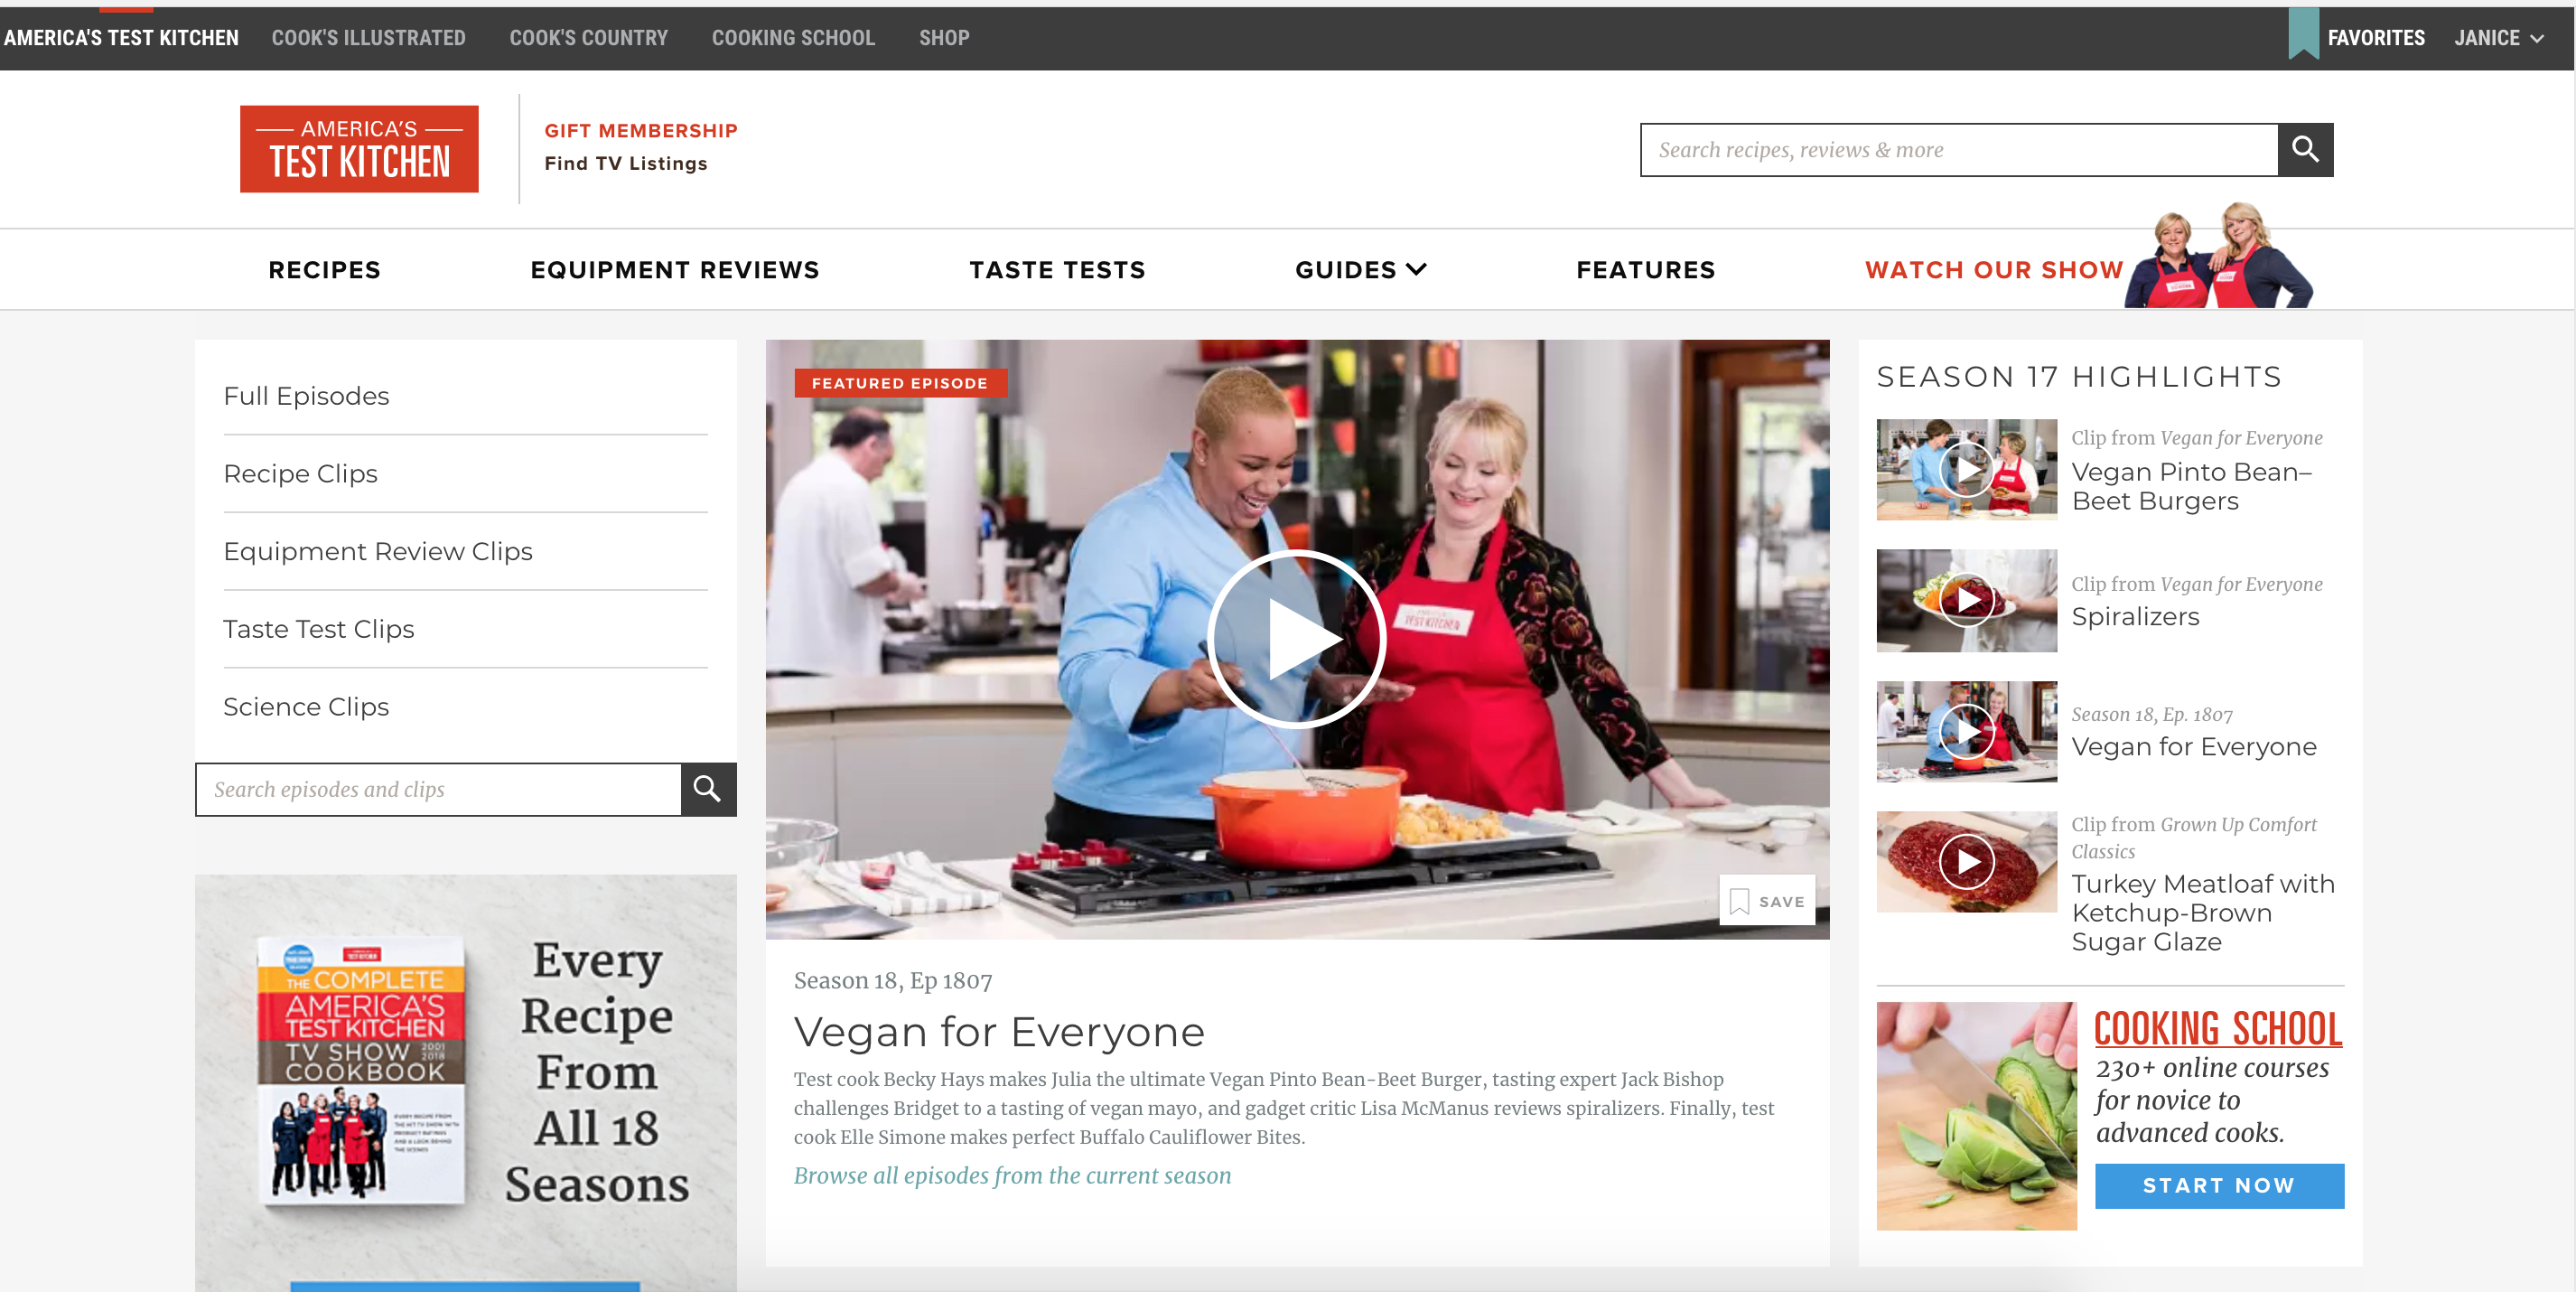 AMERICA'S TEST KITCHEN
COOK'S ILLUSTRATED
COOK'S COUNTRY
COOKING SCHOOL
SHOP
FAVORITES
JANICE
AMERICA'S
TEST KITCHEN
GIFT MEMBERSHIP
Find TV Listings
Search recipes, reviews & more
RECIPES
EQUIPMENT REVIEWS
TASTE TESTS
GUIDES
FEATURES
WATCH OUR SHOW
Full Episodes
Recipe Clips
Equipment Review Clips
Taste Test Clips
Science Clips
Search episodes and clips
THE COMPLETE
AMERICA'S
TEST KITCHEN
TV SHOW 2001
2018
COOKBOOK
Every
Recipe
From
All 18
Seasons
FEATURED EPISODE
TEST KITCHEN
SAVE
Season 18, Ep 1807
Vegan for Everyone
Test cook Becky Hays makes Julia the ultimate Vegan Pinto Bean–Beet Burger, tasting expert Jack Bishop
challenges Bridget to a tasting of vegan mayo, and gadget critic Lisa McManus reviews spiralizers. Finally, test
cook Elle Simone makes perfect Buffalo Cauliflower Bites.
Browse all episodes from the current season
SEASON 17 HIGHLIGHTS
Clip from Vegan for Everyone
Vegan Pinto Bean–
Beet Burgers
Clip from Vegan for Everyone
Spiralizers
Season 18, Ep. 1807
Vegan for Everyone
Clip from Grown Up Comfort
Classics
Turkey Meatloaf with
Ketchup-Brown
Sugar Glaze
COOKING SCHOOL
230+ online courses
for novice to
advanced cooks.
START NOW